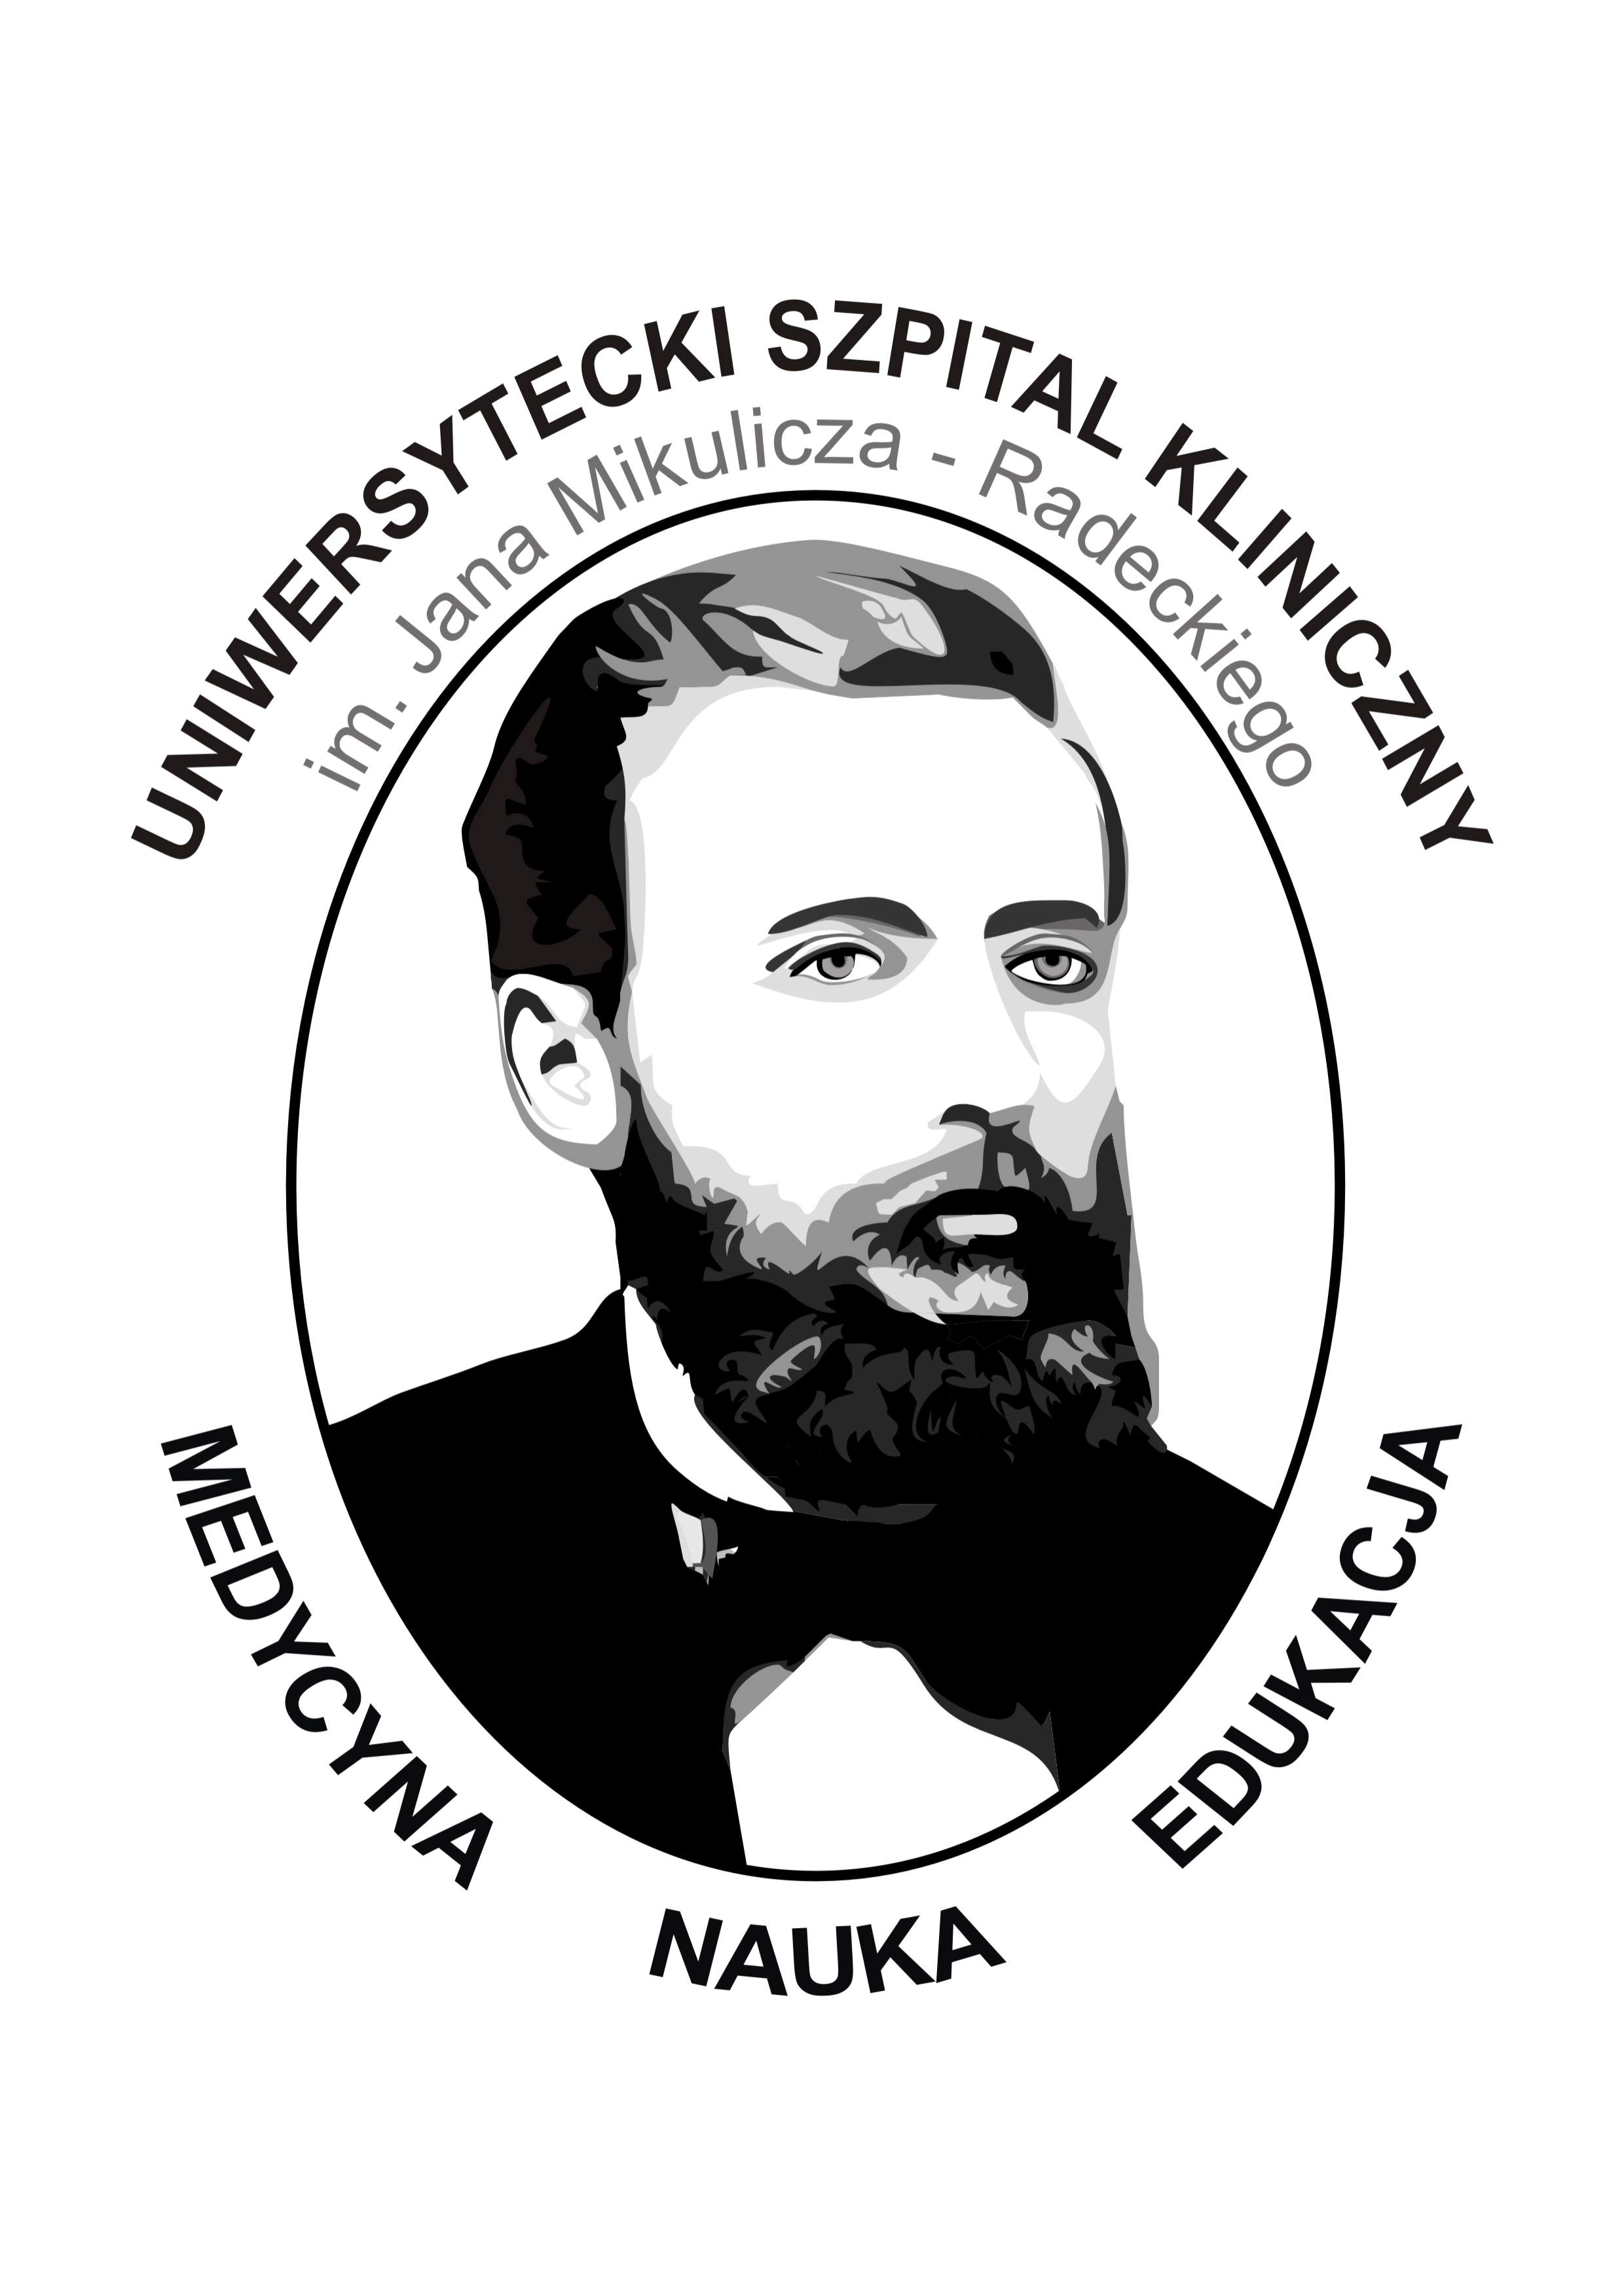 UNIWERSYTECKI SZPITAL KLINICZNY
im. Jana Mikulicza - Radeckiego
MEDYCYNA
NAUKA
EDUKACJA